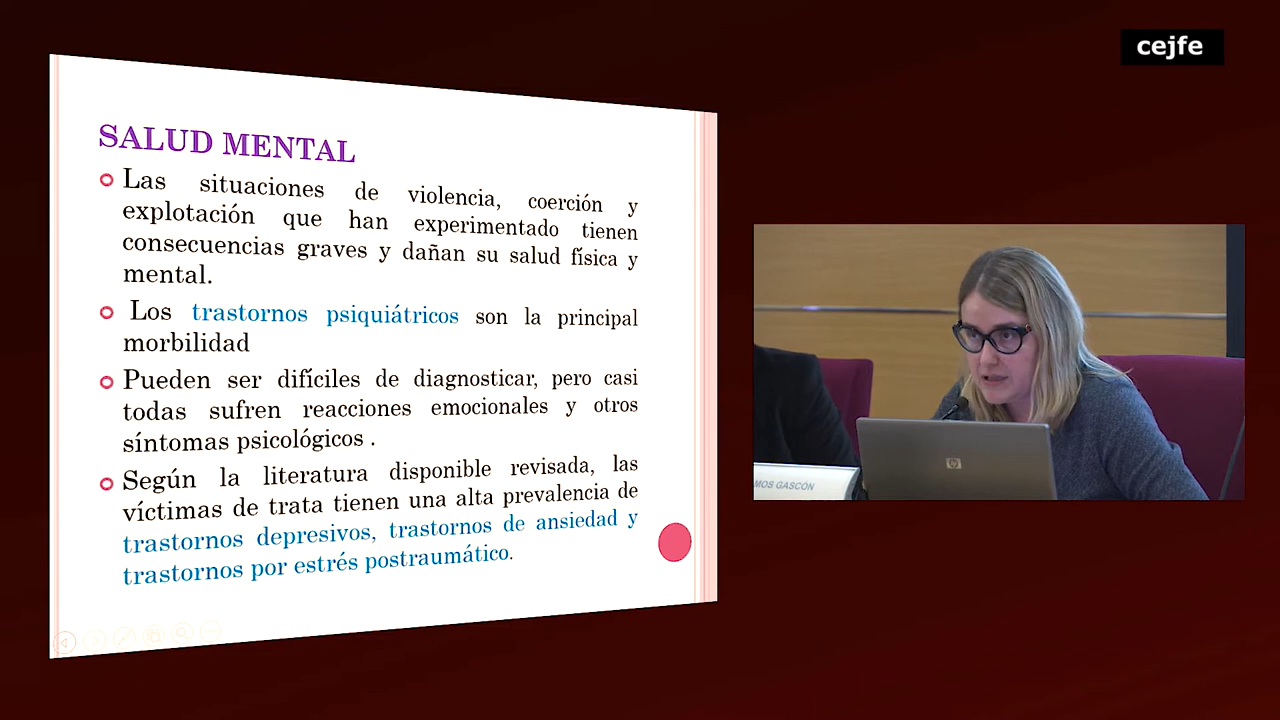 cejfe
SALUD MENTAL
Las situaciones de violencia, coerción y
explotación que han experimentado tienen
consecuencias graves y dañan su salud física y
mental.
Los trastornos psiquiátricos son la principal
morbilidad
Pueden ser difíciles de diagnosticar, pero casi
todas sufren reacciones emocionales y otros
síntomas psicológicos .
Según la literatura disponible revisada, las
víctimas de trata tienen una alta prevalencia de
trastornos depresivos, trastornos de ansiedad y
trastornos por estrés postraumático.
hp
MOS GASCON